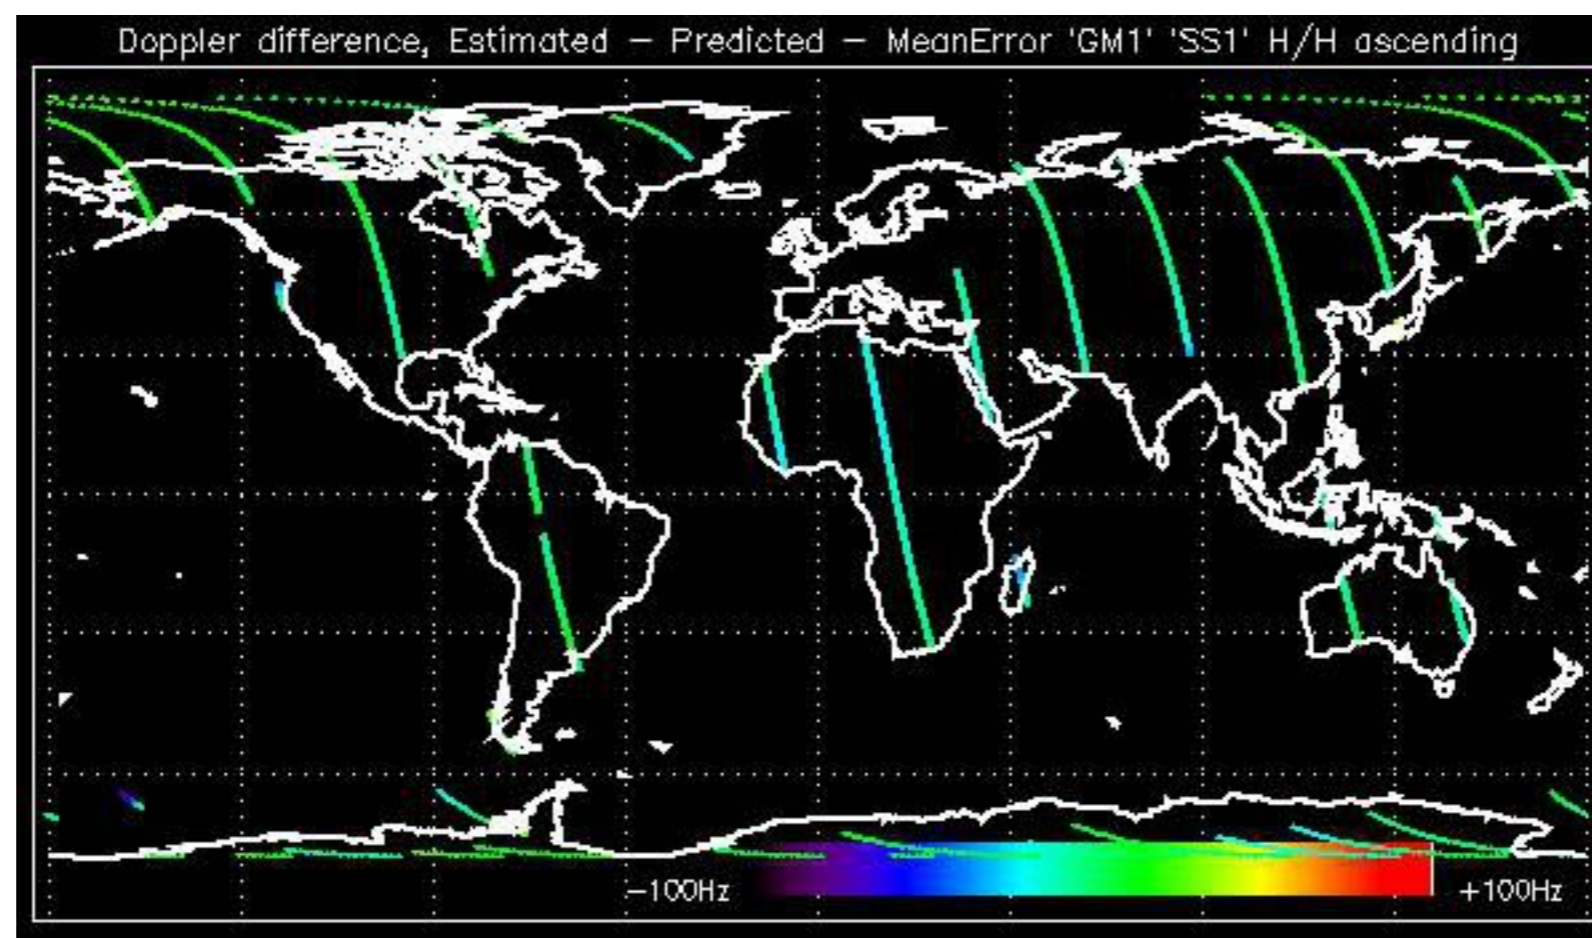 Doppler difference, Estimated – Predicted – MeanError 'GM1' 'SS1' H/H ascending
–100Hz
+100Hz